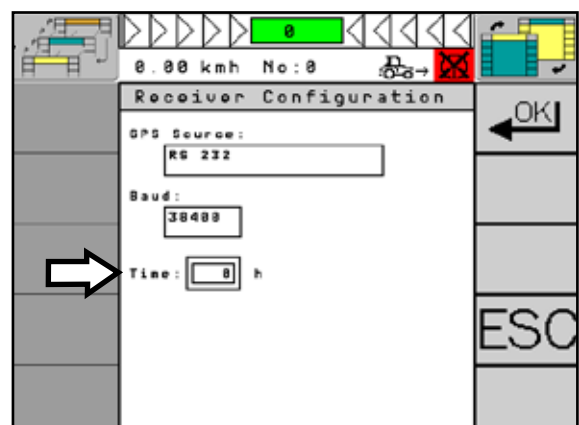 0
0.00 kmh No:0
OK
Receiver Configuration
GPS Source:
RS 232
Baud:
38400
Time: 0 h
ESC